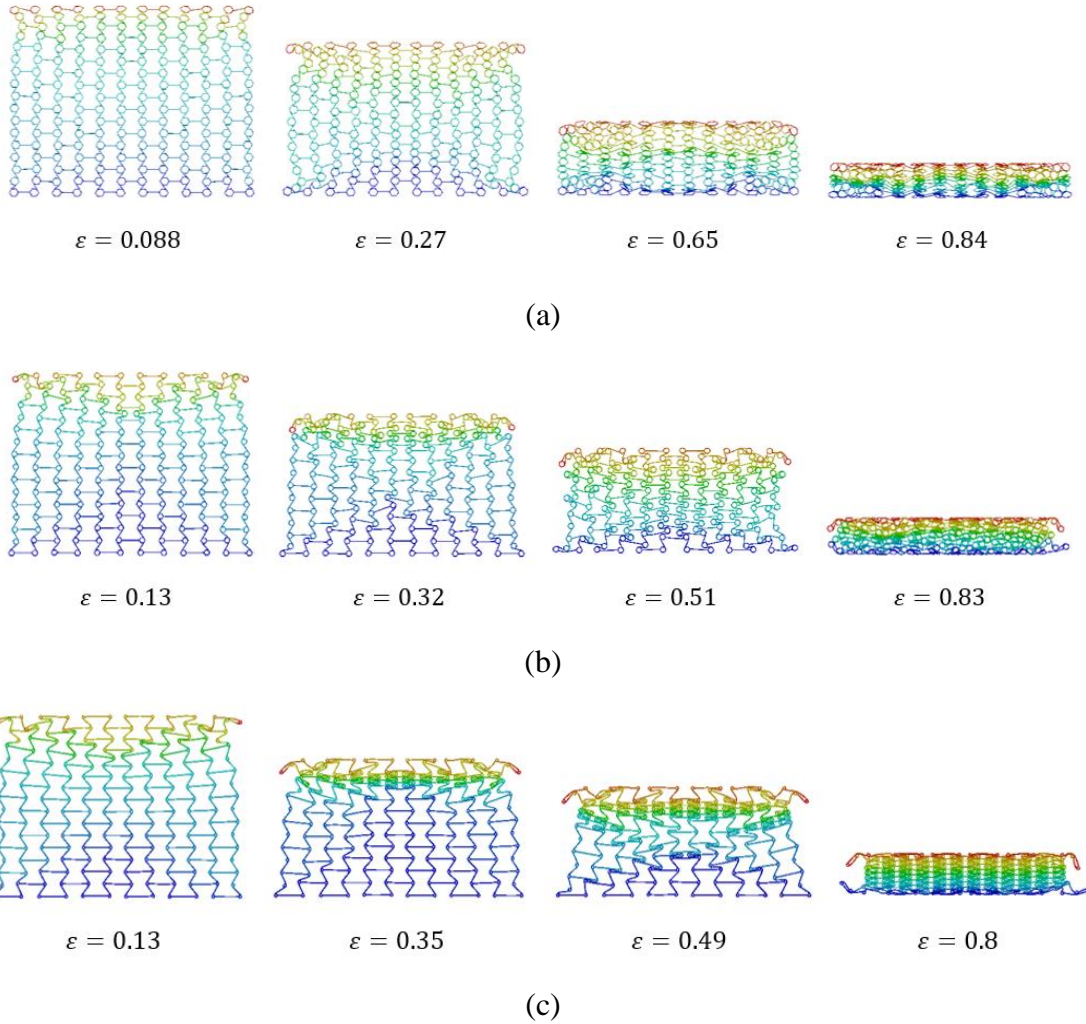 ε = 0.088 ε = 0.27 ε = 0.65 ε = 0.84
(a)
ε = 0.13 ε = 0.32 ε = 0.51 ε = 0.83
(b)
ε = 0.13 ε = 0.35 ε = 0.49 ε = 0.8
(c)